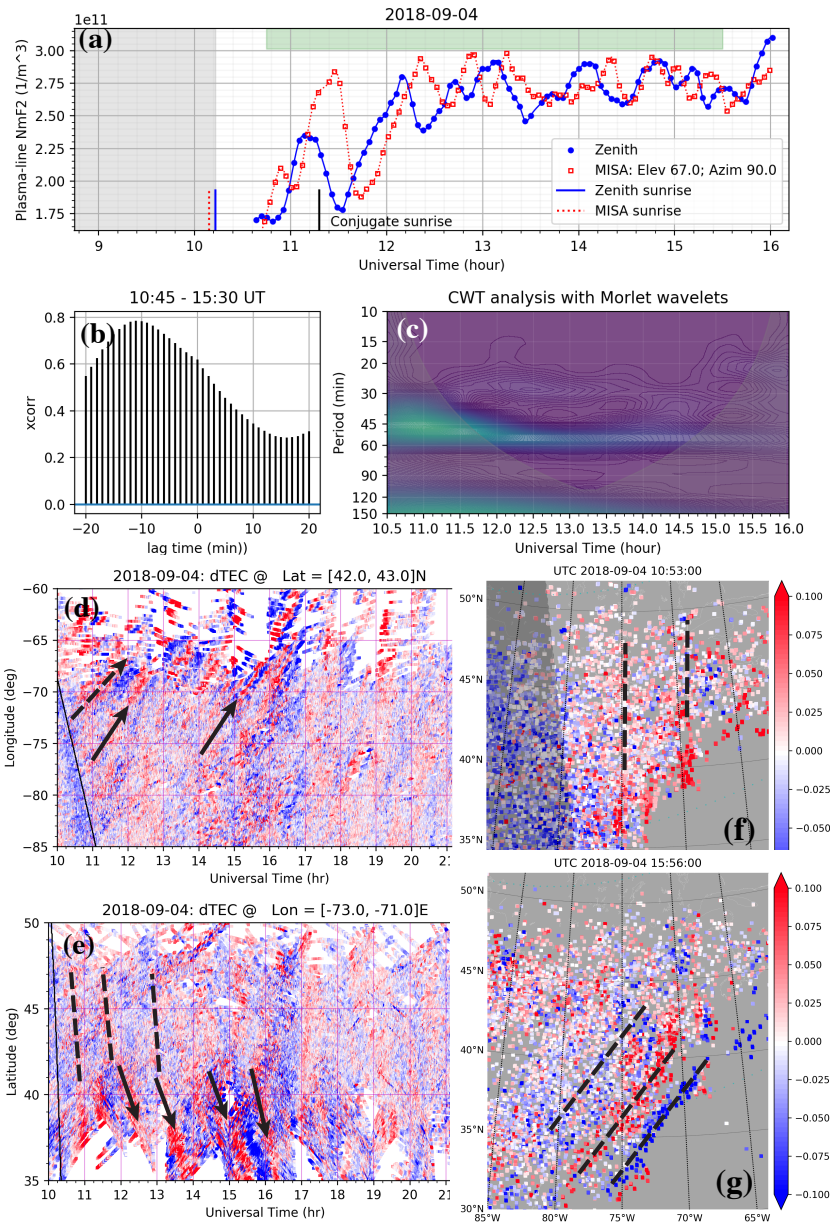 2018-09-04
1e11
(a)
Plasma-line NmF2 (1/m^3)
3.00
2.75
2.50
2.25
2.00
1.75
Zenith
MISA: Elev 67.0; Azim 90.0
Zenith sunrise
MISA sunrise
Conjugate sunrise
9 10 11 12 13 14 15 16
Universal Time (hour)
10:45 - 15:30 UT
(b)
xcorr
0.8
0.6
0.4
0.2
0.0
−20 −10 0 10 20
lag time (min))
CWT analysis with Morlet wavelets
(c)
Period (min)
10
15
20
30
45
60
90
120
150
10.5 11.0 11.5 12.0 12.5 13.0 13.5 14.0 14.5 15.0 15.5 16.0
Universal Time (hour)
2018-09-04: dTEC @ Lat = [42.0, 43.0]N
(d)
Longitude (deg)
−60
−65
−70
−75
−80
−85
10 11 12 13 14 15 16 17 18 19 20 21
Universal Time (hr)
UTC 2018-09-04 10:53:00
50°N
45°N
40°N
35°N
(f)
0.100
0.075
0.050
0.025
0.000
−0.025
−0.050
2018-09-04: dTEC @ Lon = [-73.0, -71.0]E
(e)
Latitude (deg)
50
45
40
35
10 11 12 13 14 15 16 17 18 19 20 21
Universal Time (hr)
UTC 2018-09-04 15:56:00
50°N
45°N
40°N
35°N
30°N
85°W 80°W 75°W 70°W 65°W
(g)
0.100
0.075
0.050
0.025
0.000
−0.025
−0.050
−0.075
−0.100